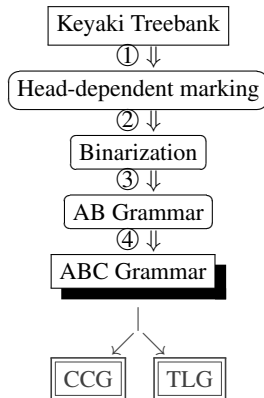 Keyaki Treebank
① ⇓
Head-dependent marking
② ⇓
Binarization
③ ⇓
AB Grammar
④ ⇓
ABC Grammar
CCG TLG